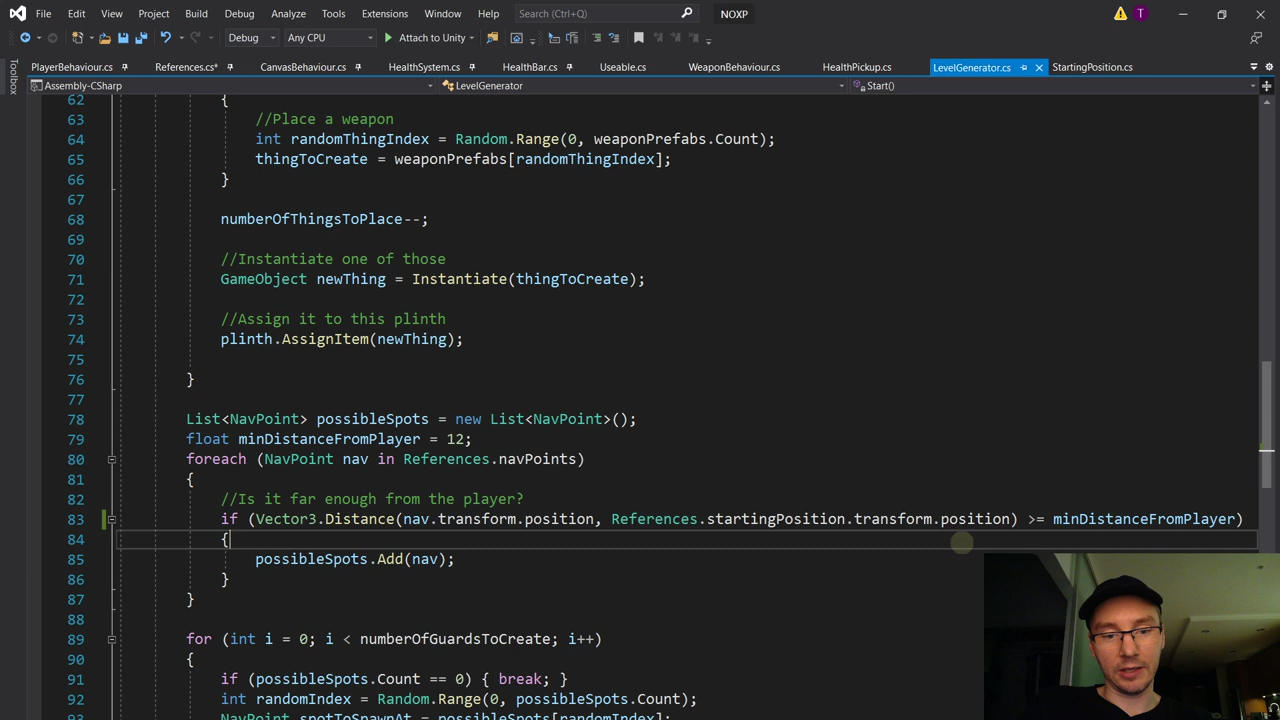 File Edit View Project Build Debug Analyze Tools Extensions Window Help Search (Ctrl+Q) NOXP T
Debug Any CPU Attach to Unity
PlayerBehaviour.cs References.cs* CanvasBehaviour.cs HealthSystem.cs HealthBar.cs Useable.cs WeaponBehaviour.cs HealthPickup.cs LevelGenerator.cs StartingPosition.cs
Toolbox
Assembly-CSharp LevelGenerator Start()
62 {
63 //Place a weapon
64 int randomThingIndex = Random.Range(0, weaponPrefabs.Count);
65 thingToCreate = weaponPrefabs[randomThingIndex];
66 }
67
68 numberOfThingsToPlace--;
69
70 //Instantiate one of those
71 GameObject newThing = Instantiate(thingToCreate);
72
73 //Assign it to this plinth
74 plinth.AssignItem(newThing);
75
76 }
77
78 List<NavPoint> possibleSpots = new List<NavPoint>();
79 float minDistanceFromPlayer = 12;
80 foreach (NavPoint nav in References.navPoints)
81 {
82 //Is it far enough from the player?
83 if (Vector3.Distance(nav.transform.position, References.startingPosition.transform.position) >= minDistanceFromPlayer)
84 {
85 possibleSpots.Add(nav);
86 }
87 }
88
89 for (int i = 0; i < numberOfGuardsToCreate; i++)
90 {
91 if (possibleSpots.Count == 0) { break; }
92 int randomIndex = Random.Range(0, possibleSpots.Count);
93 NavPoint spotToSpawnAt = possibleSpots[randomIndex];